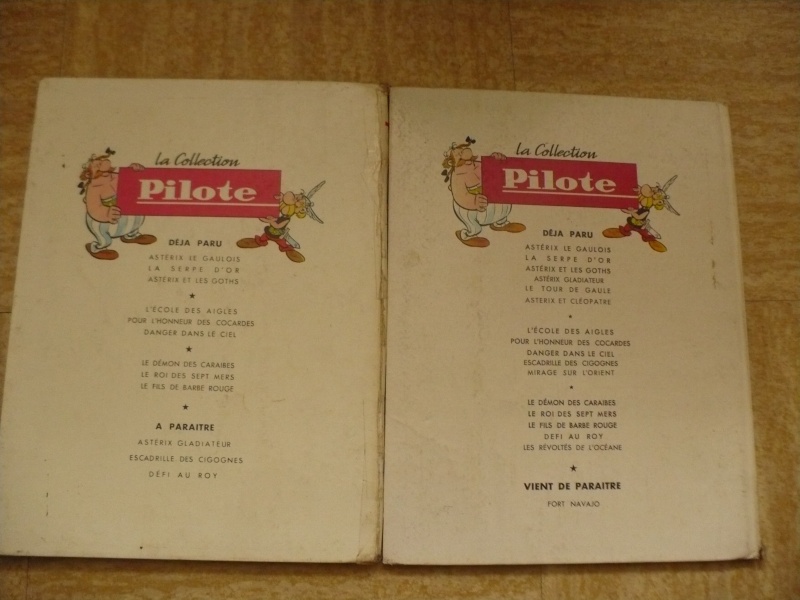 la Collection
Pilote
DÉJA PARU
ASTÉRIX LE GAULOIS
LA SERPE D'OR
ASTÉRIX ET LES GOTHS
★
L'ÉCOLE DES AIGLES
POUR L'HONNEUR DES COCARDES
DANGER DANS LE CIEL
★
LE DÉMON DES CARAIBES
LE ROI DES SEPT MERS
LE FILS DE BARBE ROUGE
★
A PARAITRE
ASTÉRIX GLADIATEUR
ESCADRILLE DES CIGOGNES
DÉFI AU ROY
la Collection
Pilote
DÉJA PARU
ASTÉRIX LE GAULOIS
LA SERPE D'OR
ASTÉRIX ET LES GOTHS
ASTÉRIX GLADIATEUR
LE TOUR DE GAULE
ASTERIX ET CLÉOPATRE
★
L'ÉCOLE DES AIGLES
POUR L'HONNEUR DES COCARDES
DANGER DANS LE CIEL
ESCADRILLE DES CIGOGNES
MIRAGE SUR L'ORIENT
★
LE DÉMON DES CARAIBES
LE ROI DES SEPT MERS
LE FILS DE BARBE ROUGE
DEFI AU ROY
LES RÉVOLTÉS DE L'OCÉANE
★
VIENT DE PARAITRE
FORT NAVAJO